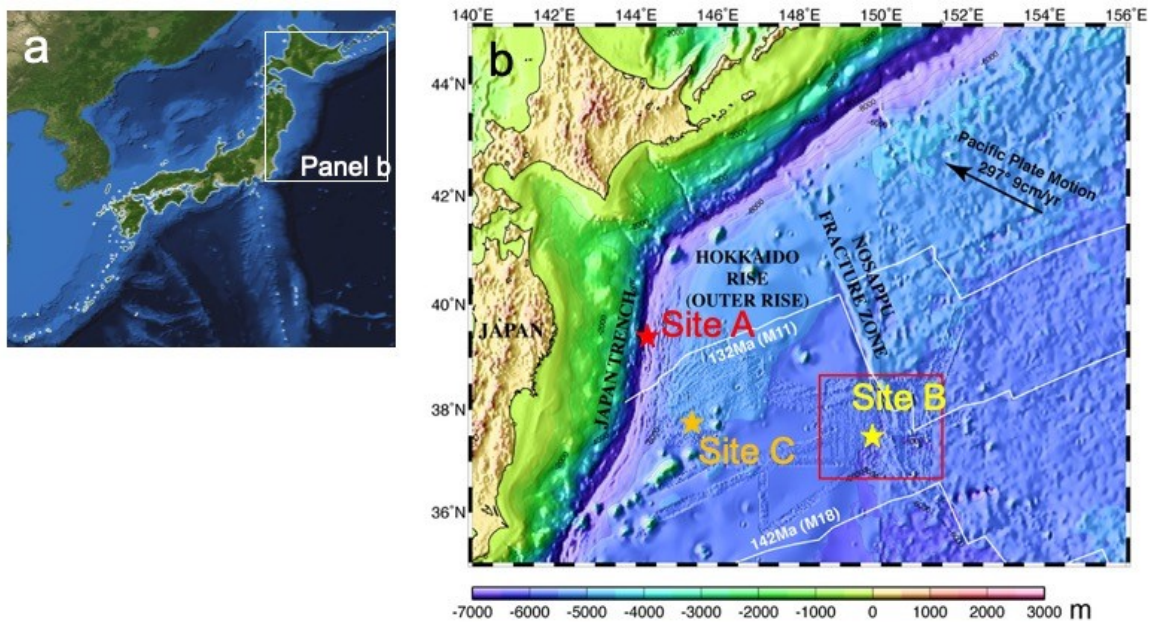 a
Panel b
140°E 142°E 144°E 146°E 148°E 150°E 152°E 154°E 156°E
b
44°N
42°N
40°N
38°N
36°N
Pacific Plate Motion
297° 9cm/yr
HOKKAIDO
RISE
(OUTER RISE)
NOSAPPU
FRACTURE ZONE
JAPAN
JAPAN TRENCH
Site A
132Ma (M11)
Site B
Site C
142Ma (M18)
-7000 -6000 -5000 -4000 -3000 -2000 -1000 0 1000 2000 3000 m